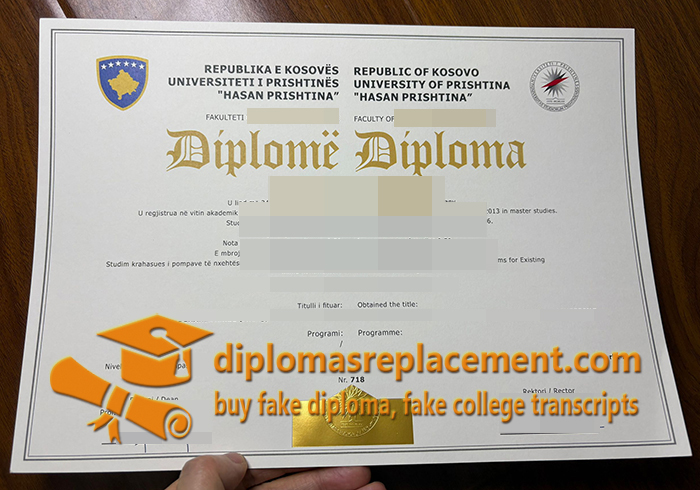 REPUBLIKA E KOSOVËS
UNIVERSITETI I PRISHTINËS
"HASAN PRISHTINA"
REPUBLIC OF KOSOVO
UNIVERSITY OF PRISHTINA
"HASAN PRISHTINA"
FAKULTETI
FACULTY OF
Diplomë Diploma
U regjistrua në vitin akademik
2013 in master studies.
Nota
E mbroj
Studim krahasues i pompave të nxehtës
ms for Existing
Titulli i fituar: Obtained the title:
Programi: Programme:
/
diplomasreplacement.com
Nr. 718
buy fake diploma, fake college transcripts
/ Dean
Rektori / Rector